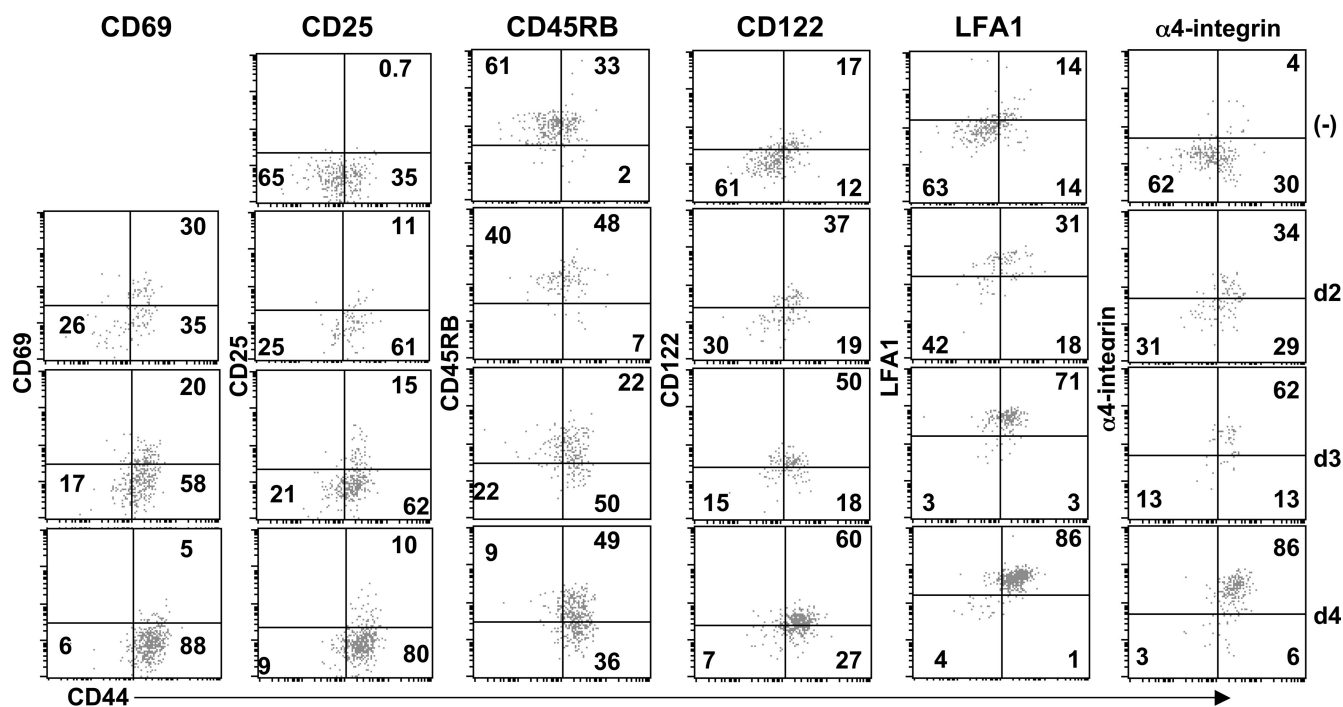 CD69 CD25 CD45RB CD122 LFA1 α4-integrin
0.7 61 33 17 14 4
(-)
65 35 2 61 12 63 14 62 30
30 11 40 48 37 31 34
d2
26 35 25 61 7 30 19 42 18 31 29
CD69 CD25 CD45RB CD122 LFA1 α4-integrin
20 15 22 50 71 62
d3
17 58 21 62 22 50 15 18 3 3 13 13
5 10 9 49 60 86 86
d4
6 88 9 80 36 7 27 4 1 3 6
CD44